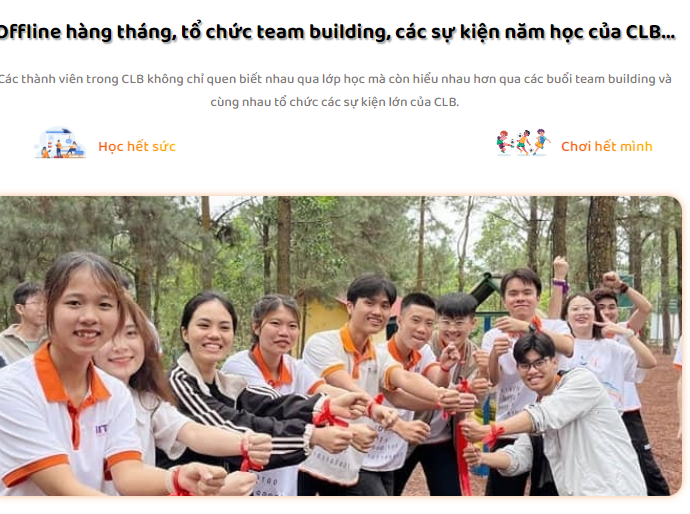 Offline hàng tháng, tổ chức team building, các sự kiện năm học của CLB...
Các thành viên trong CLB không chỉ quen biết nhau qua lớp học mà còn hiểu nhau hơn qua các buổi team building và
cùng nhau tổ chức các sự kiện lớn của CLB.
Học hết sức
Chơi hết mình